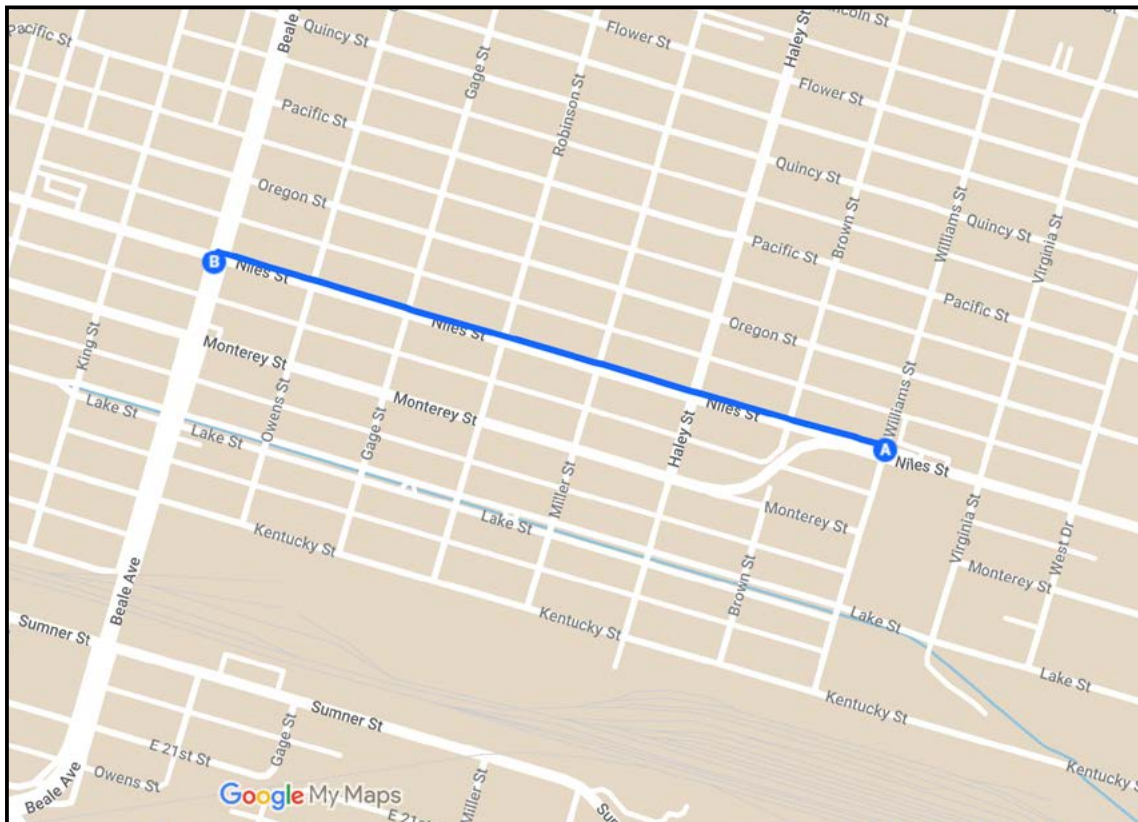 Pacific St
Beale
Quincy St
Gage St
Flower St
Haley St
Lincoln St
Pacific St
Robinson St
Flower St
Oregon St
Quincy St
Brown St
Williams St
Quincy St
Virginia St
Pacific St
Pacific St
B
Niles St
Niles St
Oregon St
King St
Monterey St
Monterey St
Niles St
Williams St
A
Niles St
Lake St
Lake St
Owens St
Gage St
Haley St
Miller St
Lake St
Monterey St
Virginia St
West Dr
Monterey St
Kentucky St
Brown St
Beale Ave
Kentucky St
Lake St
Lake St
Sumner St
Sumner St
Kentucky St
Kentucky St
E 21st St
Gage St
Owens St
Miller St
Beale Ave
Google My Maps
E 21st